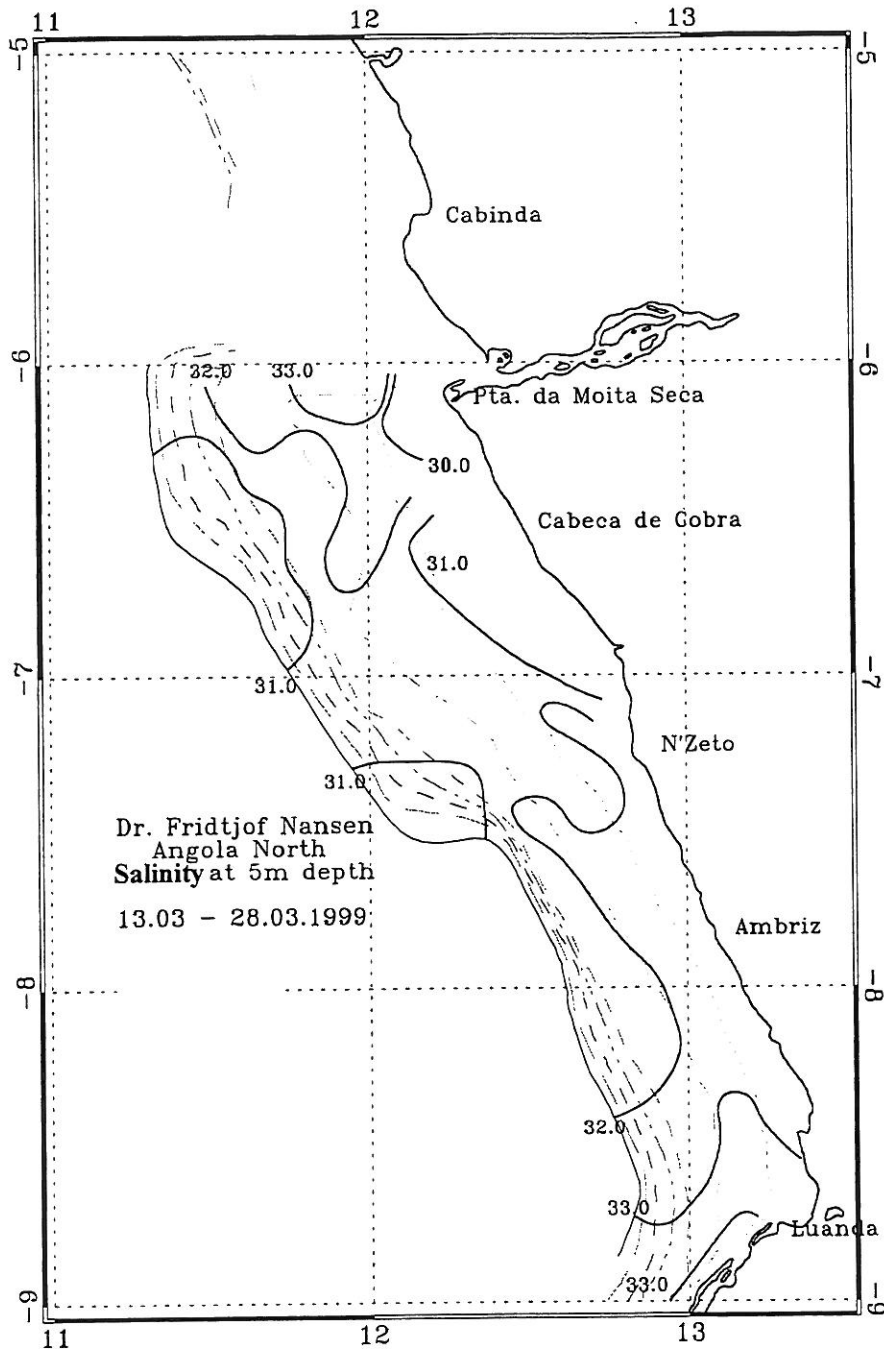 11 12 13
-5 -5
Cabinda
-6 32.0 33.0 -6
Pta. da Moita Seca
30.0
Cabeca de Cobra
31.0
-7 31.0 -7
N'Zeto
31.0
Dr. Fridtjof Nansen
Angola North
Salinity at 5m depth
13.03 - 28.03.1999
Ambriz
-8 -8
32.0
33.0
Luanda
33.0
-9 -9
11 12 13